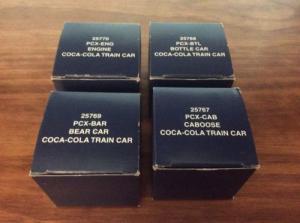 25770
PCX-ENG
ENGINE
COCA-COLA TRAIN CAR
25768
PCX-BTL
BOTTLE CAR
COCA-COLA TRAIN CAR
25769
PCX-BAR
BEAR CAR
COCA-COLA TRAIN CAR
25767
PCX-CAB
CABOOSE
COCA-COLA TRAIN CAR